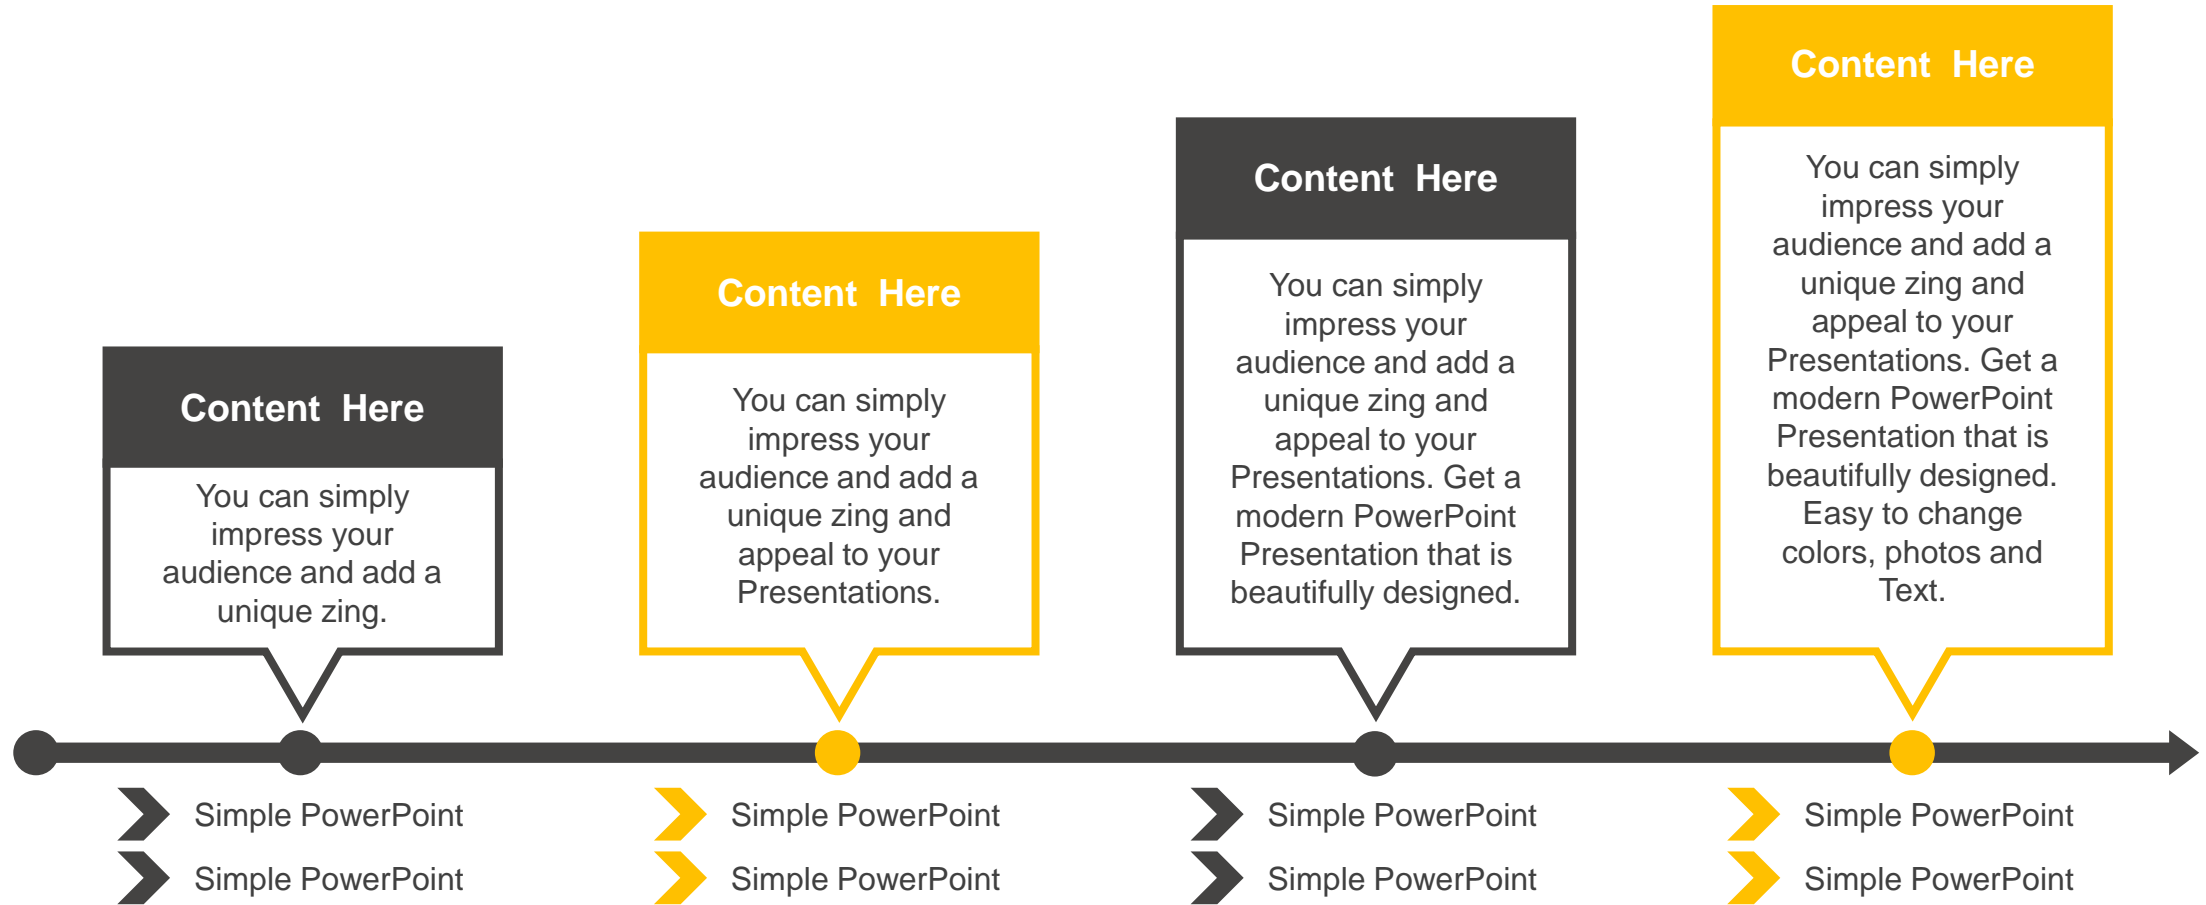 Content Here
You can simply
impress your
audience and add a
unique zing.
Simple PowerPoint
Simple PowerPoint
Content Here
You can simply
impress your
audience and add a
unique zing and
appeal to your
Presentations.
Simple PowerPoint
Simple PowerPoint
Content Here
You can simply
impress your
audience and add a
unique zing and
appeal to your
Presentations. Get a
modern PowerPoint
Presentation that is
beautifully designed.
Simple PowerPoint
Simple PowerPoint
Content Here
You can simply
impress your
audience and add a
unique zing and
appeal to your
Presentations. Get a
modern PowerPoint
Presentation that is
beautifully designed.
Easy to change
colors, photos and
Text.
Simple PowerPoint
Simple PowerPoint